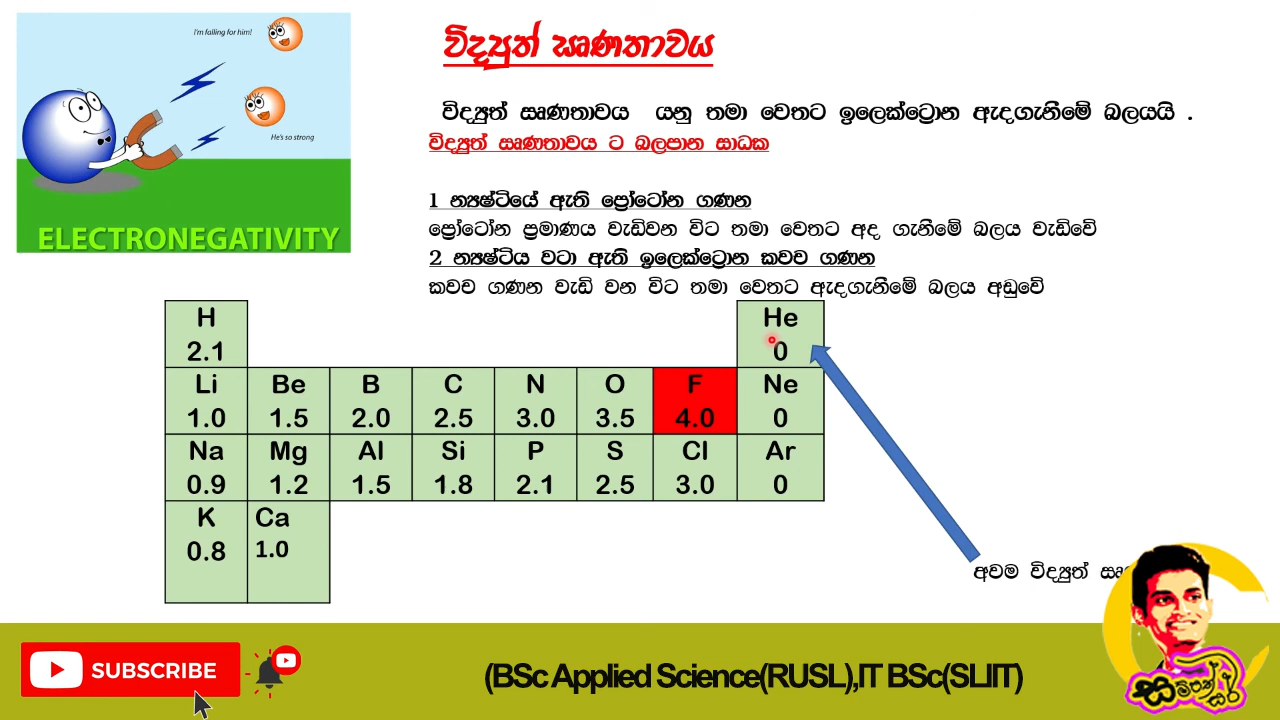 I'm falling for him!
He's so strong
ELECTRONEGATIVITY
විද්‍යුත් ඍණතාවය
විද්‍යුත් ඍණතාවය යනු තමා වෙතට ඉලෙක්ට්‍රොන ඇදගැනීමේ බලයයි .
විද්‍යුත් ඍණතාවය ට බලපාන සාධක
1 න්‍යෂ්ටියේ ඇති ප්‍රෝටෝන ගණන
ප්‍රෝටෝන ප්‍රමාණය වැඩිවන විට තමා වෙතට අද ගැනීමේ බලය වැඩිවේ
2 න්‍යෂ්ටිය වටා ඇති ඉලෙක්ට්‍රොන කවච ගණන
කවච ගණන වැඩි වන විට තමා වෙතට ඇදගැනීමේ බලය අඩුවේ
H He
2.1 0
Li Be B C N O F Ne
1.0 1.5 2.0 2.5 3.0 3.5 4.0 0
Na Mg Al Si P S Cl Ar
0.9 1.2 1.5 1.8 2.1 2.5 3.0 0
K Ca
0.8 1.0
අවම විද්‍යුත්
SUBSCRIBE
(BSc Applied Science(RUSL),IT BSc(SLIIT)
සම්පත් සර්